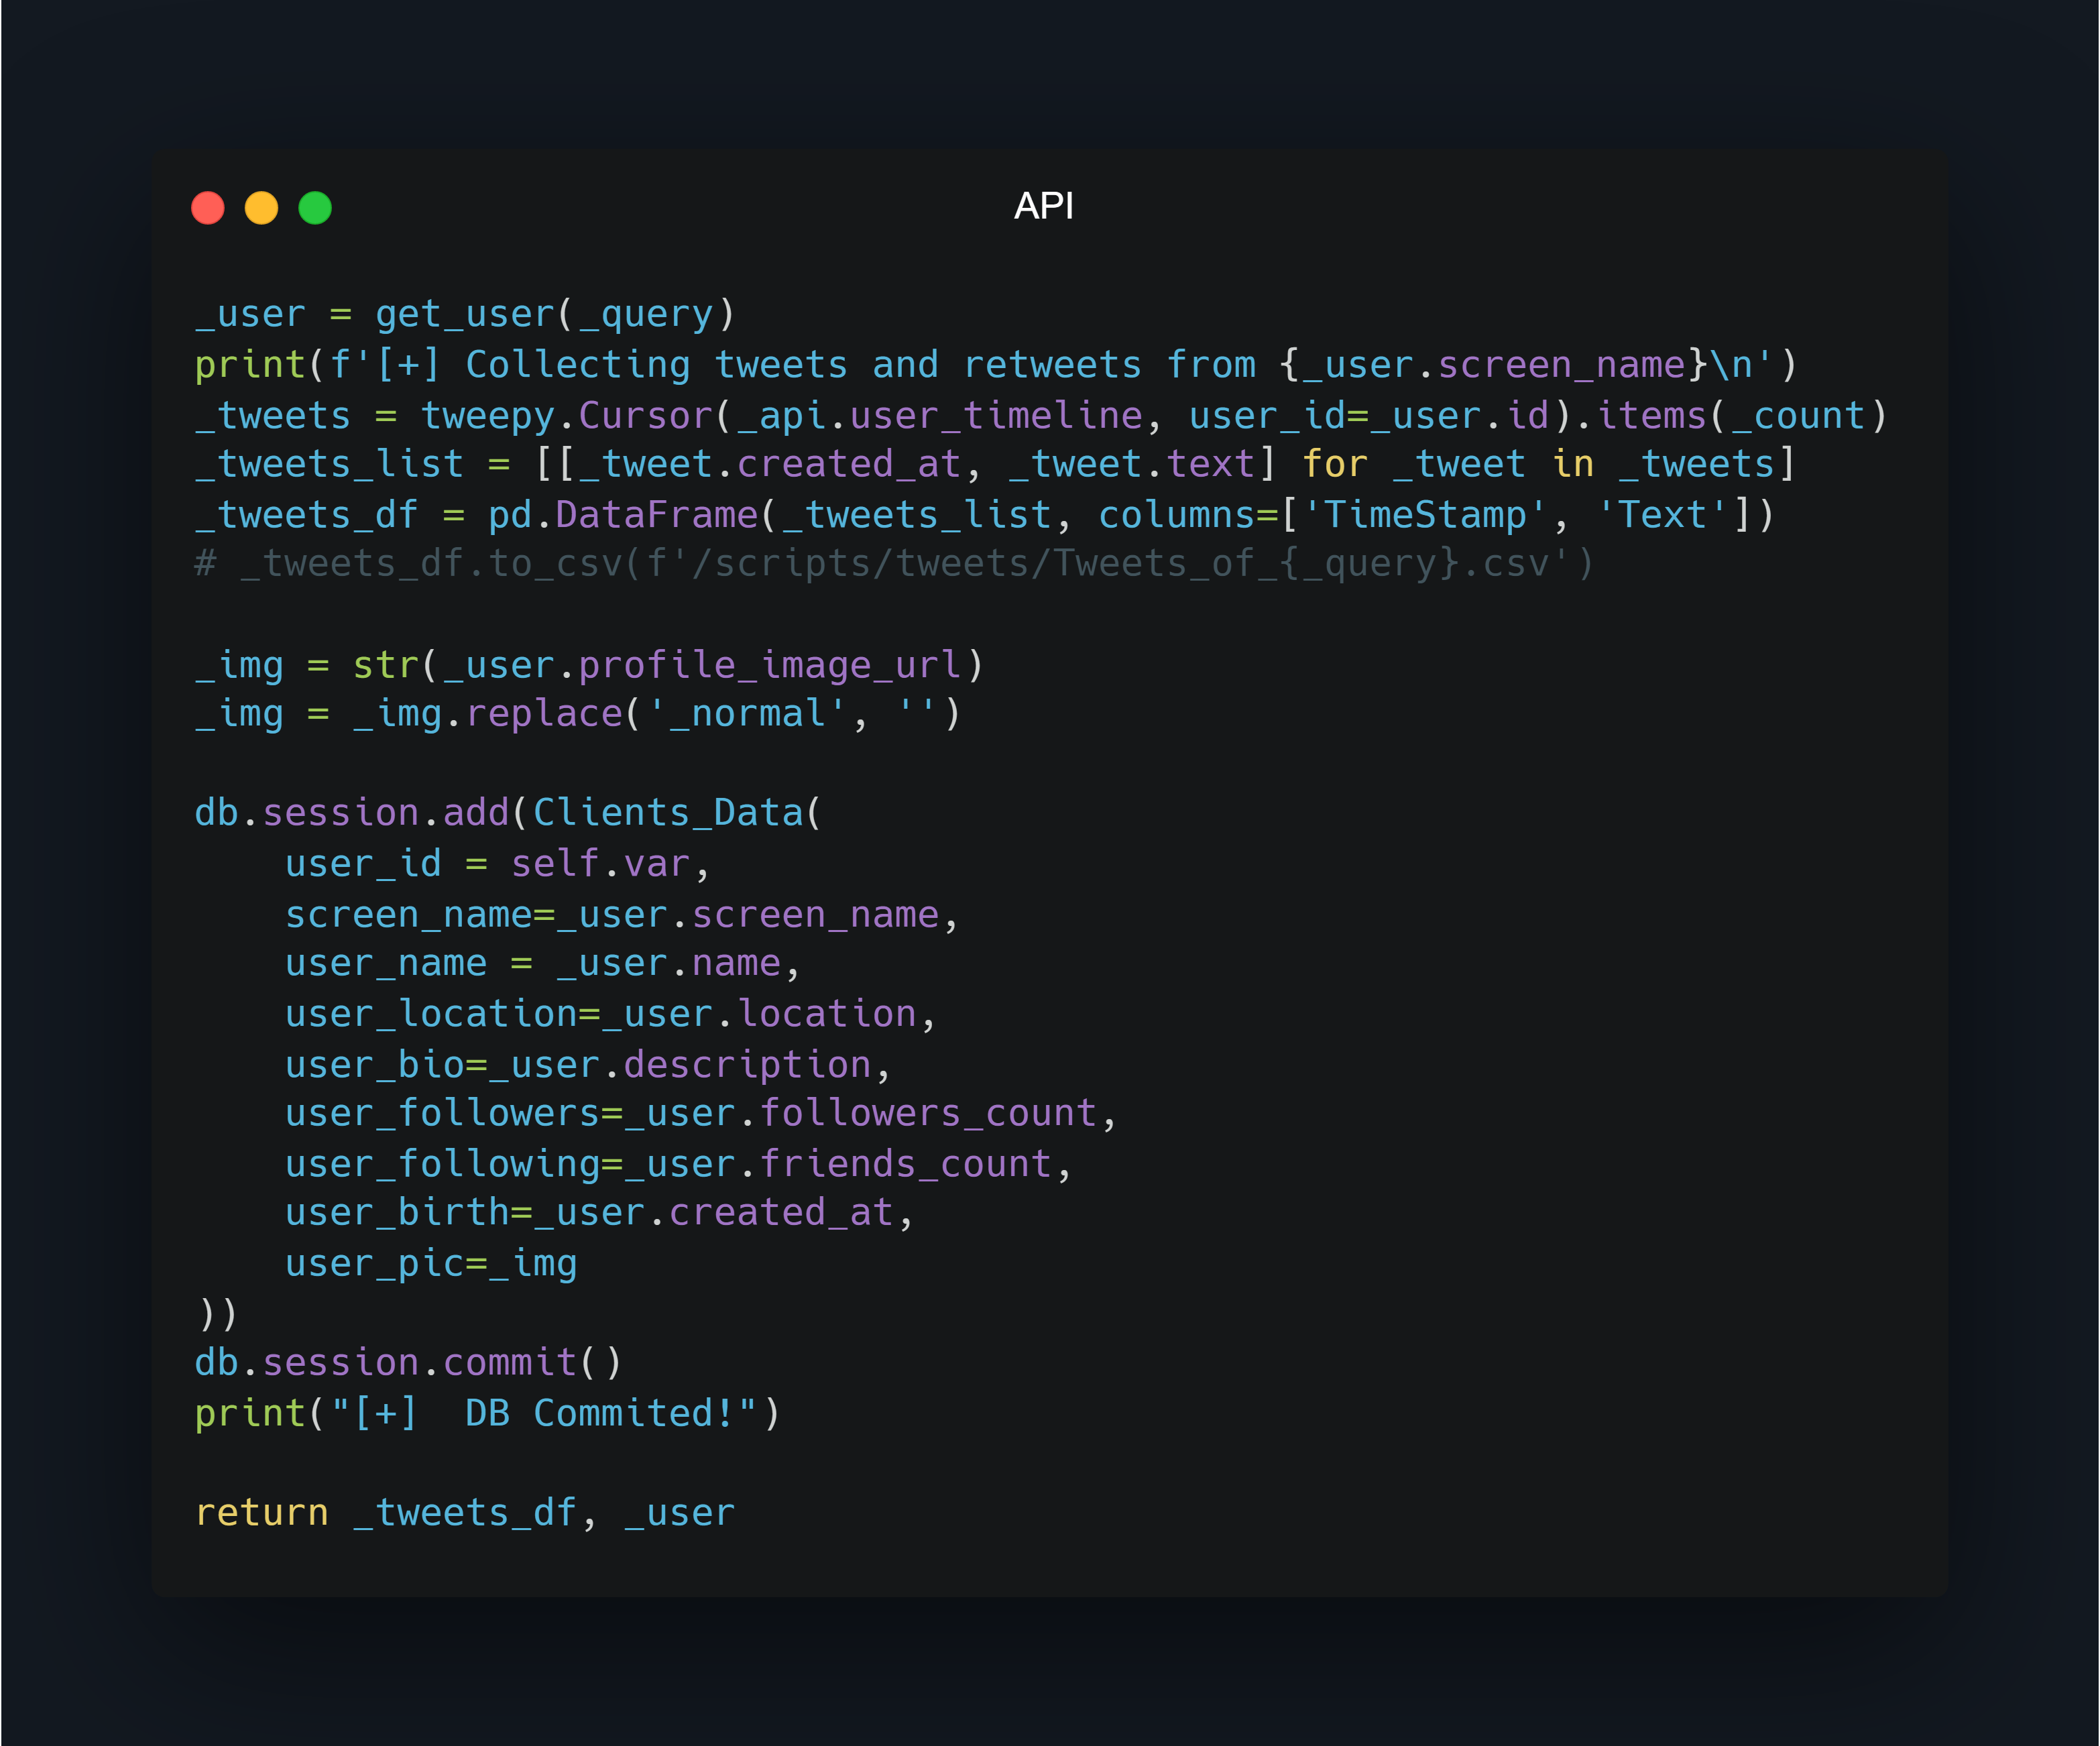 API
_user = get_user(_query)
print(f'[+] Collecting tweets and retweets from {_user.screen_name}\n')
_tweets = tweepy.Cursor(_api.user_timeline, user_id=_user.id).items(_count)
_tweets_list = [[_tweet.created_at, _tweet.text] for _tweet in _tweets]
_tweets_df = pd.DataFrame(_tweets_list, columns=['TimeStamp', 'Text'])
# _tweets_df.to_csv(f'/scripts/tweets/Tweets_of_{_query}.csv')

_img = str(_user.profile_image_url)
_img = _img.replace('_normal', '')

db.session.add(Clients_Data(
    user_id = self.var,
    screen_name=_user.screen_name,
    user_name = _user.name,
    user_location=_user.location,
    user_bio=_user.description,
    user_followers=_user.followers_count,
    user_following=_user.friends_count,
    user_birth=_user.created_at,
    user_pic=_img
))
db.session.commit()
print("[+]  DB Commited!")

return _tweets_df, _user